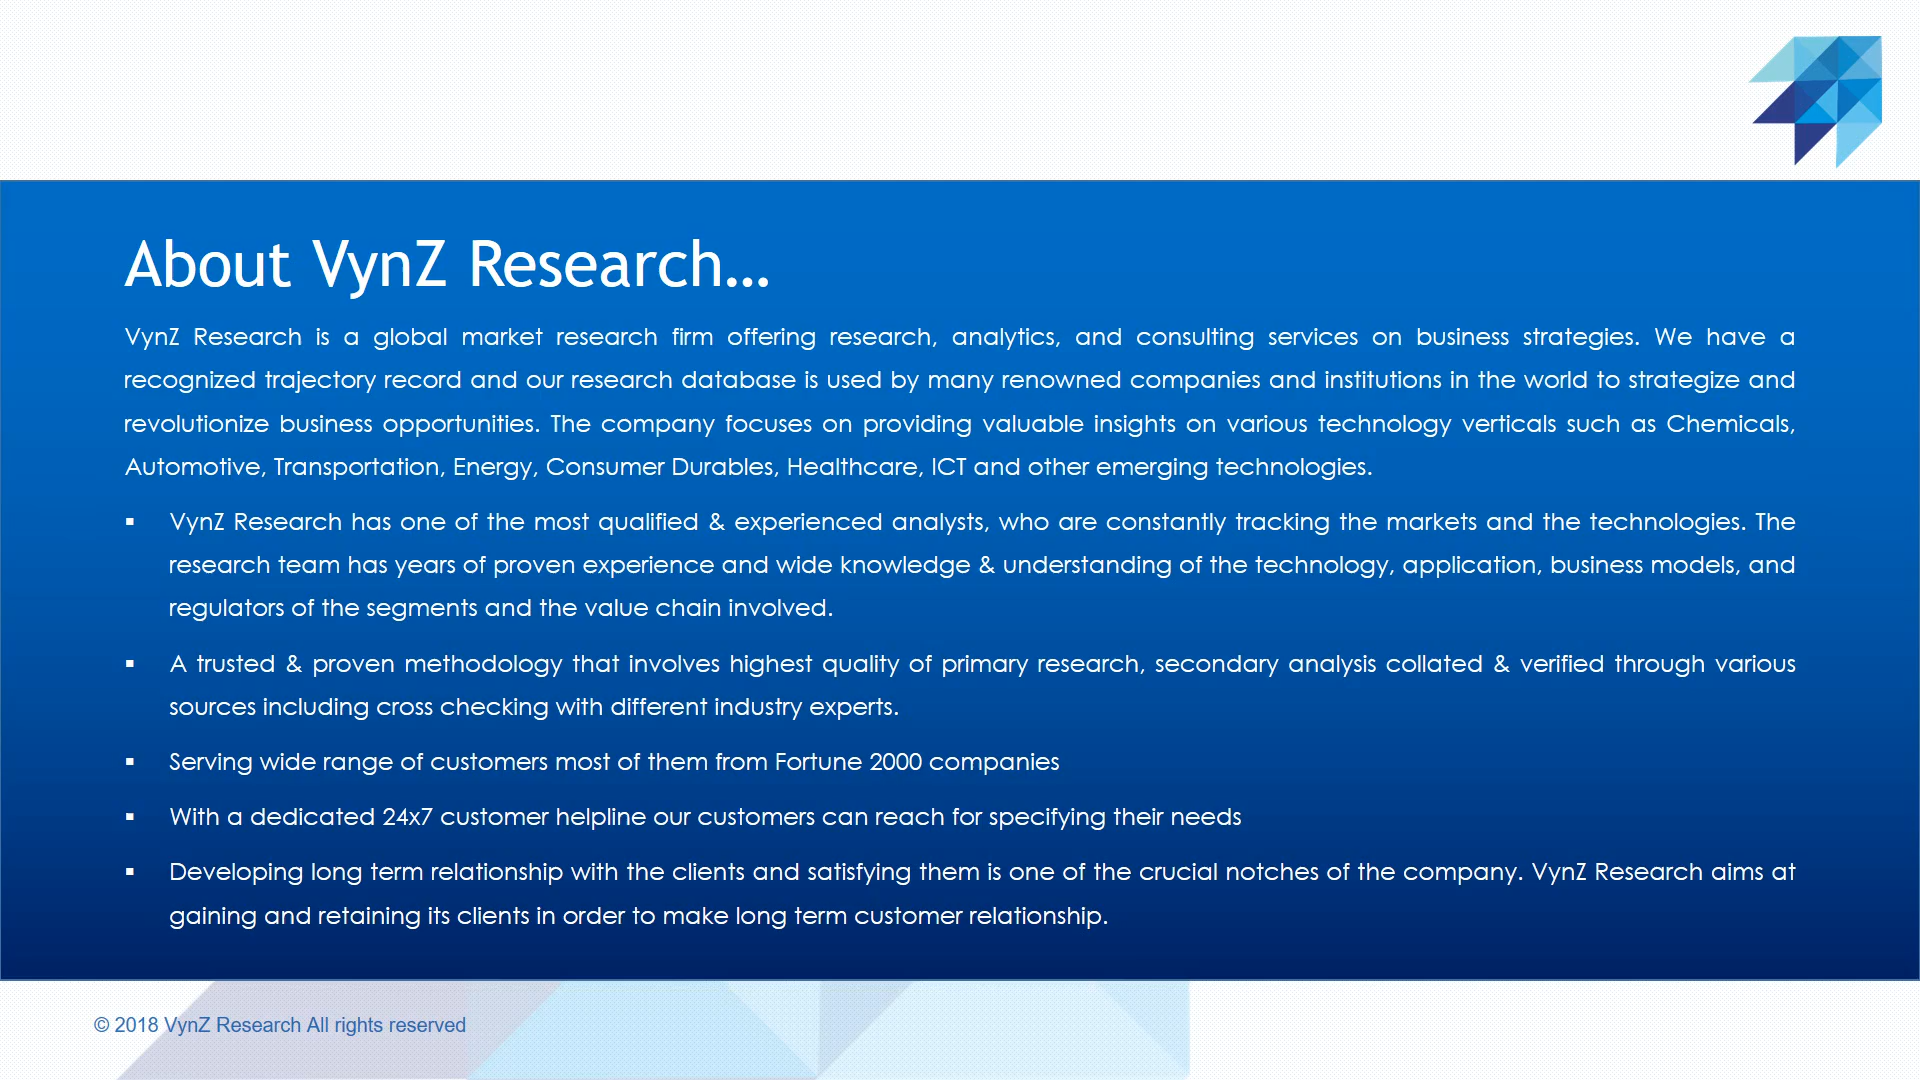 About VynZ Research...
VynZ Research is a global market research firm offering research, analytics, and consulting services on business strategies. We have a
recognized trajectory record and our research database is used by many renowned companies and institutions in the world to strategize and
revolutionize business opportunities. The company focuses on providing valuable insights on various technology verticals such as Chemicals,
Automotive, Transportation, Energy, Consumer Durables, Healthcare, ICT and other emerging technologies.
▪ VynZ Research has one of the most qualified & experienced analysts, who are constantly tracking the markets and the technologies. The
research team has years of proven experience and wide knowledge & understanding of the technology, application, business models, and
regulators of the segments and the value chain involved.
▪ A trusted & proven methodology that involves highest quality of primary research, secondary analysis collated & verified through various
sources including cross checking with different industry experts.
▪ Serving wide range of customers most of them from Fortune 2000 companies
▪ With a dedicated 24x7 customer helpline our customers can reach for specifying their needs
▪ Developing long term relationship with the clients and satisfying them is one of the crucial notches of the company. VynZ Research aims at
gaining and retaining its clients in order to make long term customer relationship.
© 2018 VynZ Research All rights reserved